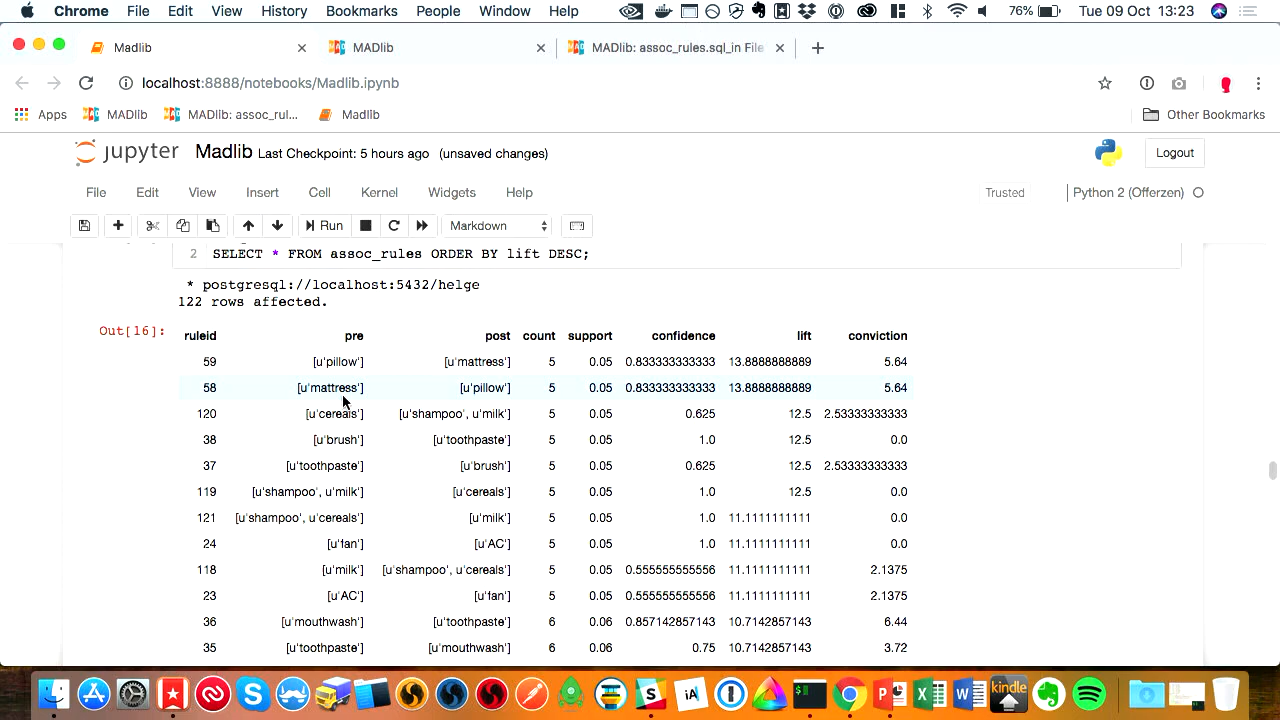 Chrome File Edit View History Bookmarks People Window Help 76% Tue 09 Oct 13:23
Madlib MADlib MADlib: assoc_rules.sql_in File
localhost:8888/notebooks/Madlib.ipynb
Apps MADlib MADlib: assoc_rul... Madlib Other Bookmarks
jupyter Madlib Last Checkpoint: 5 hours ago (unsaved changes) Logout
File Edit View Insert Cell Kernel Widgets Help Trusted Python 2 (Offerzen)
Run Markdown
2 SELECT * FROM assoc_rules ORDER BY lift DESC;
* postgresql://localhost:5432/helge
122 rows affected.
Out[16]: ruleid pre post count support confidence lift conviction
59 [u'pillow'] [u'mattress'] 5 0.05 0.833333333333 13.8888888889 5.64
58 [u'mattress'] [u'pillow'] 5 0.05 0.833333333333 13.8888888889 5.64
120 [u'cereals'] [u'shampoo', u'milk'] 5 0.05 0.625 12.5 2.53333333333
38 [u'brush'] [u'toothpaste'] 5 0.05 1.0 12.5 0.0
37 [u'toothpaste'] [u'brush'] 5 0.05 0.625 12.5 2.53333333333
119 [u'shampoo', u'milk'] [u'cereals'] 5 0.05 1.0 12.5 0.0
121 [u'shampoo', u'cereals'] [u'milk'] 5 0.05 1.0 11.1111111111 0.0
24 [u'fan'] [u'AC'] 5 0.05 1.0 11.1111111111 0.0
118 [u'milk'] [u'shampoo', u'cereals'] 5 0.05 0.555555555556 11.1111111111 2.1375
23 [u'AC'] [u'fan'] 5 0.05 0.555555555556 11.1111111111 2.1375
36 [u'mouthwash'] [u'toothpaste'] 6 0.06 0.857142857143 10.7142857143 6.44
35 [u'toothpaste'] [u'mouthwash'] 6 0.06 0.75 10.7142857143 3.72
iA kindle